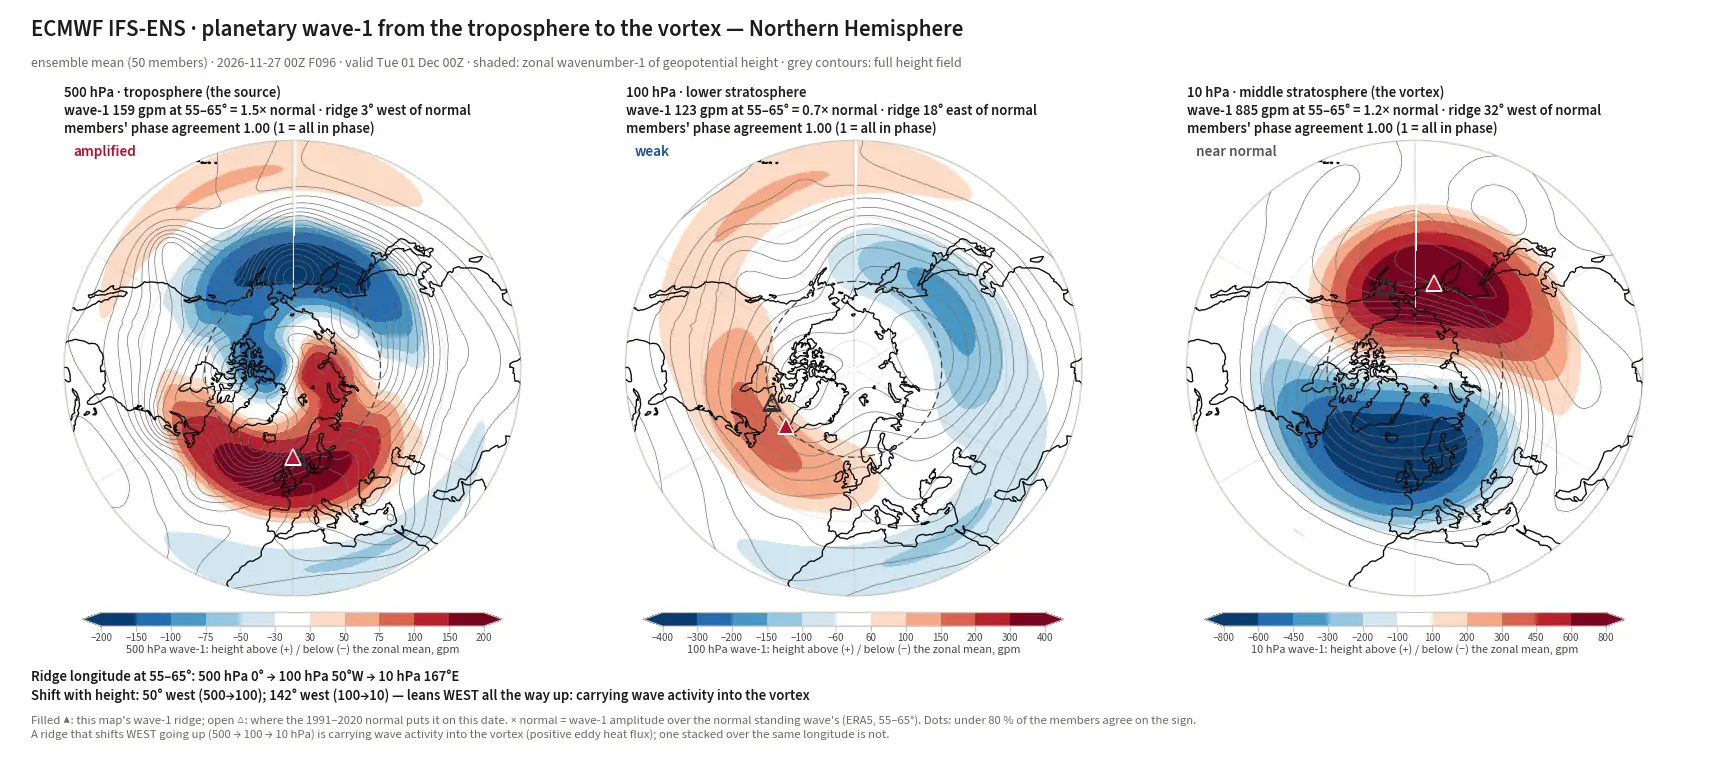 ECMWF IFS-ENS · planetary wave-1 from the troposphere to the vortex — Northern Hemisphere
ensemble mean (50 members) · 2026-11-27 00Z F096 · valid Tue 01 Dec 00Z · shaded: zonal wavenumber-1 of geopotential height · grey contours: full height field
500 hPa · troposphere (the source)
wave-1 159 gpm at 55–65° = 1.5× normal · ridge 3° west of normal
members' phase agreement 1.00 (1 = all in phase)
amplified
100 hPa · lower stratosphere
wave-1 123 gpm at 55–65° = 0.7× normal · ridge 18° east of normal
members' phase agreement 1.00 (1 = all in phase)
weak
10 hPa · middle stratosphere (the vortex)
wave-1 885 gpm at 55–65° = 1.2× normal · ridge 32° west of normal
members' phase agreement 1.00 (1 = all in phase)
near normal
−200 −150 −100 −75 −50 −30 30 50 75 100 150 200
500 hPa wave-1: height above (+) / below (−) the zonal mean, gpm
−400 −300 −200 −150 −100 −60 60 100 150 200 300 400
100 hPa wave-1: height above (+) / below (−) the zonal mean, gpm
−800 −600 −450 −300 −200 −100 100 200 300 450 600 800
10 hPa wave-1: height above (+) / below (−) the zonal mean, gpm
Ridge longitude at 55–65°: 500 hPa 0° → 100 hPa 50°W → 10 hPa 167°E
Shift with height: 50° west (500→100); 142° west (100→10) — leans WEST all the way up: carrying wave activity into the vortex
Filled ▲: this map's wave-1 ridge; open △: where the 1991–2020 normal puts it on this date. × normal = wave-1 amplitude over the normal standing wave's (ERA5, 55–65°). Dots: under 80 % of the members agree on the sign.
A ridge that shifts WEST going up (500 → 100 → 10 hPa) is carrying wave activity into the vortex (positive eddy heat flux); one stacked over the same longitude is not.